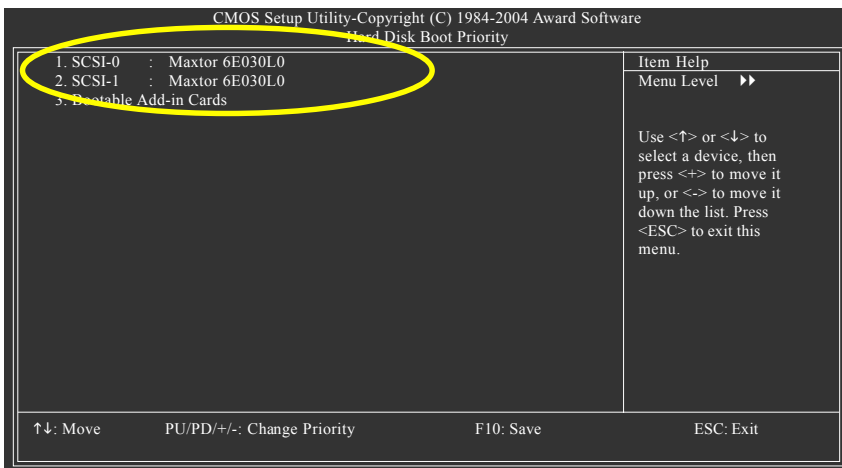 CMOS Setup Utility-Copyright (C) 1984-2004 Award Software
Hard Disk Boot Priority
1. SCSI-0 : Maxtor 6E030L0
2. SCSI-1 : Maxtor 6E030L0
3. Bootable Add-in Cards
Item Help
Menu Level ▶▶
Use <↑> or <↓> to
select a device, then
press <+> to move it
up, or <-> to move it
down the list. Press
<ESC> to exit this
menu.
↑↓: Move PU/PD/+/-: Change Priority F10: Save ESC: Exit